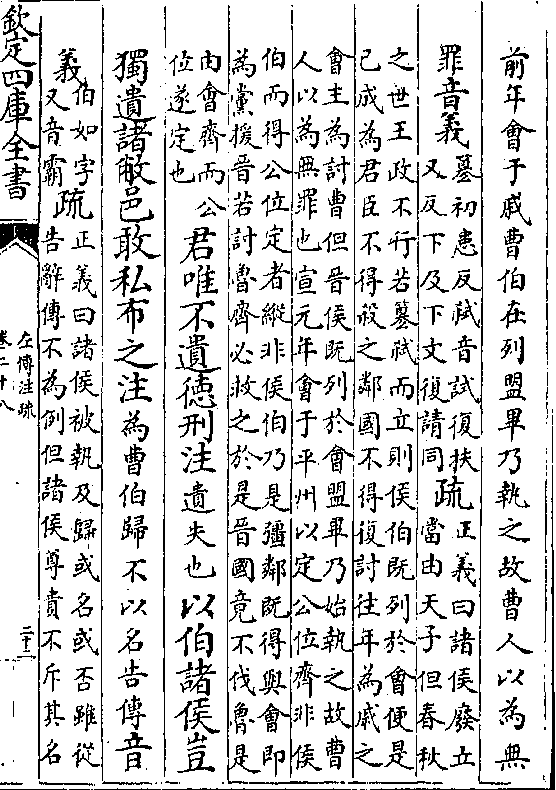 前年會于戚曹伯在列盟畢乃執之故曹人以為無
罪音義
篡初患反弑音試復扶
又反下及下文復請同
疏
正義曰諸侯廢立
當由天子但春秋
之世王政不行若篡弑而立則侯伯既列於會便是
已成為君臣不得殺之鄰國不得復討往年為戚之
會主為討曹但晉侯既列於會盟畢乃始執之故曹
人以為無罪也宣元年會于平州以定公位齊非侯
伯而得公位定者縱非侯伯乃是彊鄰既得與會即
為黨援晉若討魯齊必救之於是晉國竟不伐魯是
由會齊而公
位遂定也
君唯不遺德刑注遺失也以伯諸侯豈
獨遺諸敝邑敢私布之注為曹伯歸不以名告傳音
義
伯如字
又音霸
疏
正義曰諸侯被執及歸或名或否雖從
告辭傳不為例但諸侯尊貴不斥其名
欽定四庫全書
左傳注疏
卷二十八